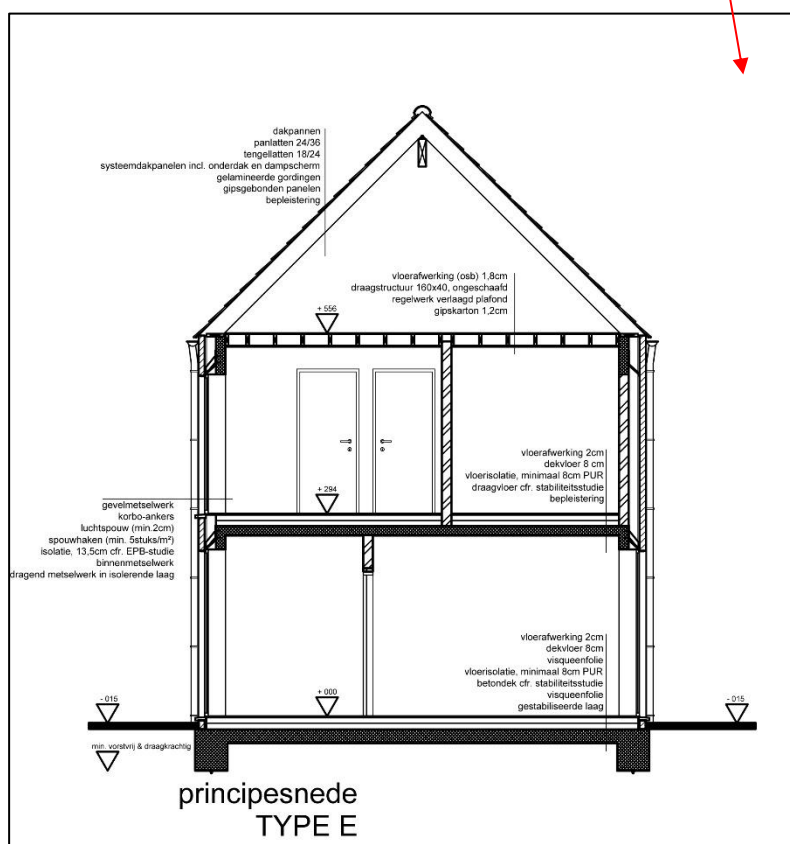 dakpannen
panlatten 24/36
tengellatten 18/24
systeemdakpanelen incl. onderdak en dampscherm
gelamineerde gordingen
gipsgebonden panelen
bepleistering
vloerafwerking (osb) 1,8cm
draagstructuur 160x40, ongeschaafd
regelwerk verlaagd plafond
gipskarton 1,2cm
+ 556
vloerafwerking 2cm
dekvloer 8 cm
vloerisolatie, minimaal 8cm PUR
draagvloer cfr. stabiliteitsstudie
bepleistering
+ 294
gevelmetselwerk
korbo-ankers
luchtspouw (min.2cm)
spouwhaken (min. 5stuks/m²)
isolatie, 13,5cm cfr. EPB-studie
binnenmetselwerk
dragend metselwerk in isolerende laag
vloerafwerking 2cm
dekvloer 8cm
visqueenfolie
vloerisolatie, minimaal 8cm PUR
betondek cfr. stabiliteitsstudie
visqueenfolie
gestabiliseerde laag
- 015
+ 000
- 015
min. vorstvrij & draagkrachtig
principesnede
TYPE E